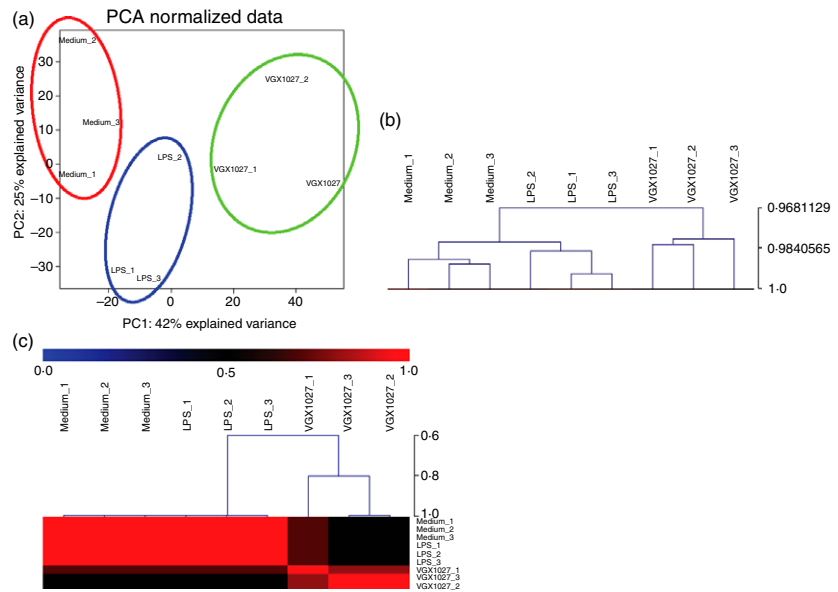 (a)
PCA normalized data
PC2: 25% explained variance
30
20
10
0
−10
−20
−30
Medium_2
Medium_3
Medium_1
LPS_2
LPS_1
LPS_3
VGX1027_2
VGX1027_1
VGX1027
−20
0
20
40
PC1: 42% explained variance
(b)
Medium_1
Medium_2
Medium_3
LPS_2
LPS_1
LPS_3
VGX1027_1
VGX1027_2
VGX1027_3
0·9681129
0·9840565
1·0
(c)
0·0
0·5
1·0
Medium_1
Medium_2
Medium_3
LPS_1
LPS_2
LPS_3
VGX1027_1
VGX1027_3
VGX1027_2
0·6
0·8
1·0
Medium_1
Medium_2
Medium_3
LPS_1
LPS_2
LPS_3
VGX1027_1
VGX1027_3
VGX1027_2